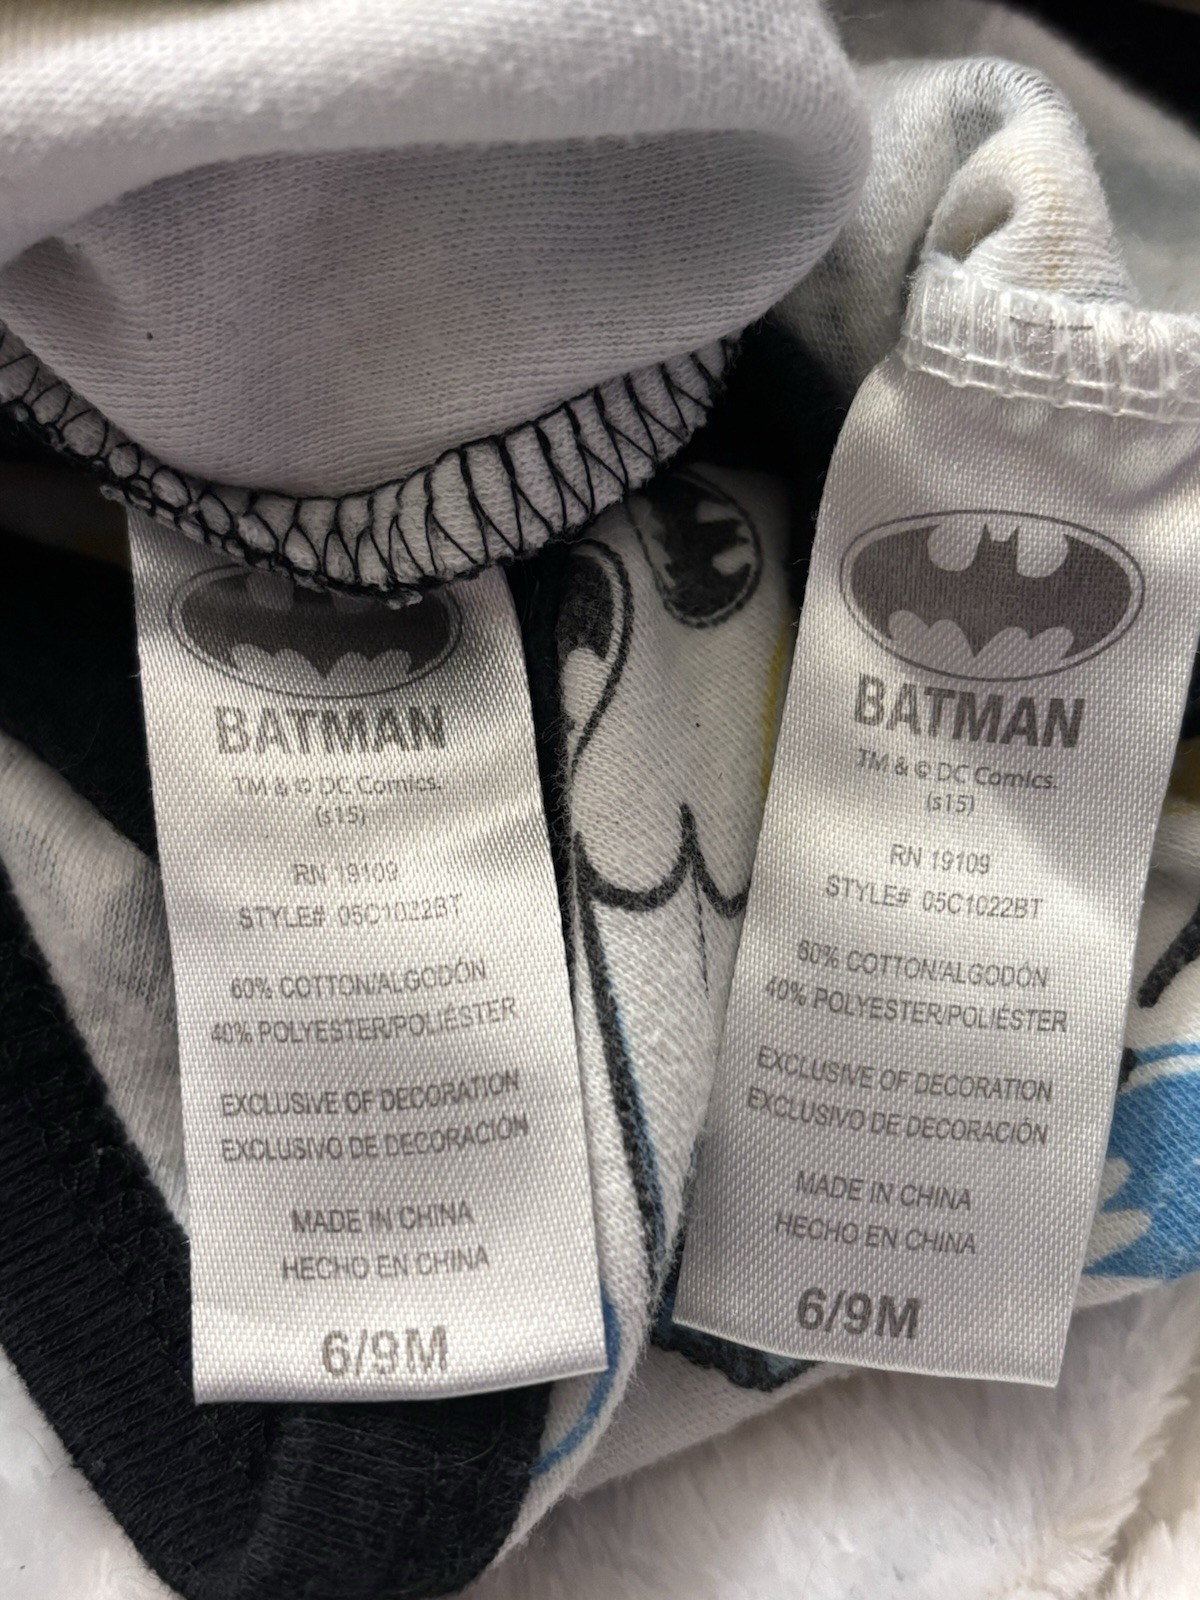 BATMAN
TM & © DC Comics.
(s15)
RN 19109
STYLE# 05C1022BT
60% COTTON/ALGODÓN
40% POLYESTER/POLIÉSTER
EXCLUSIVE OF DECORATION
EXCLUSIVO DE DECORACIÓN
MADE IN CHINA
HECHO EN CHINA
6/9M
BATMAN
TM & © DC Comics.
(s15)
RN 19109
STYLE# 05C1022BT
60% COTTON/ALGODÓN
40% POLYESTER/POLIÉSTER
EXCLUSIVE OF DECORATION
EXCLUSIVO DE DECORACIÓN
MADE IN CHINA
HECHO EN CHINA
6/9M